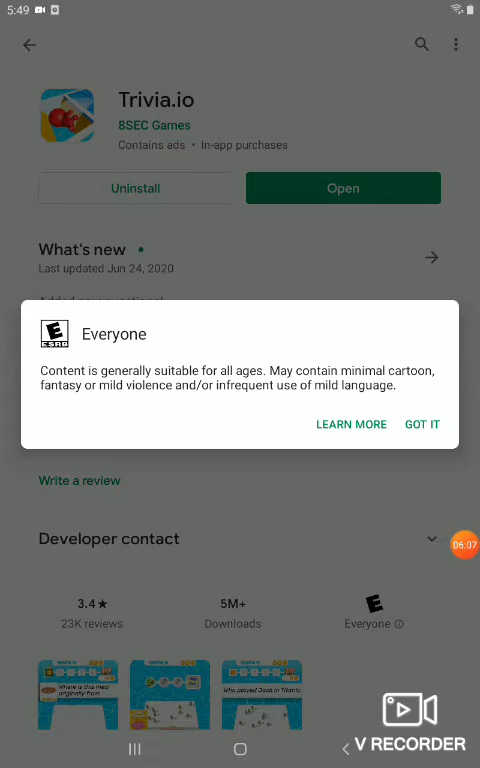 5:49
Trivia.io
8SEC Games
Contains ads • In-app purchases
Uninstall
Open
What's new •
Last updated Jun 24, 2020
Added new questions!
E
ESRB
Everyone
Content is generally suitable for all ages. May contain minimal cartoon,
fantasy or mild violence and/or infrequent use of mild language.
LEARN MORE
GOT IT
Write a review
Developer contact
06:07
3.4★
5M+
E
23K reviews
Downloads
Everyone
Where is this meal
originally from
Who played Jack in Titanic
V RECORDER